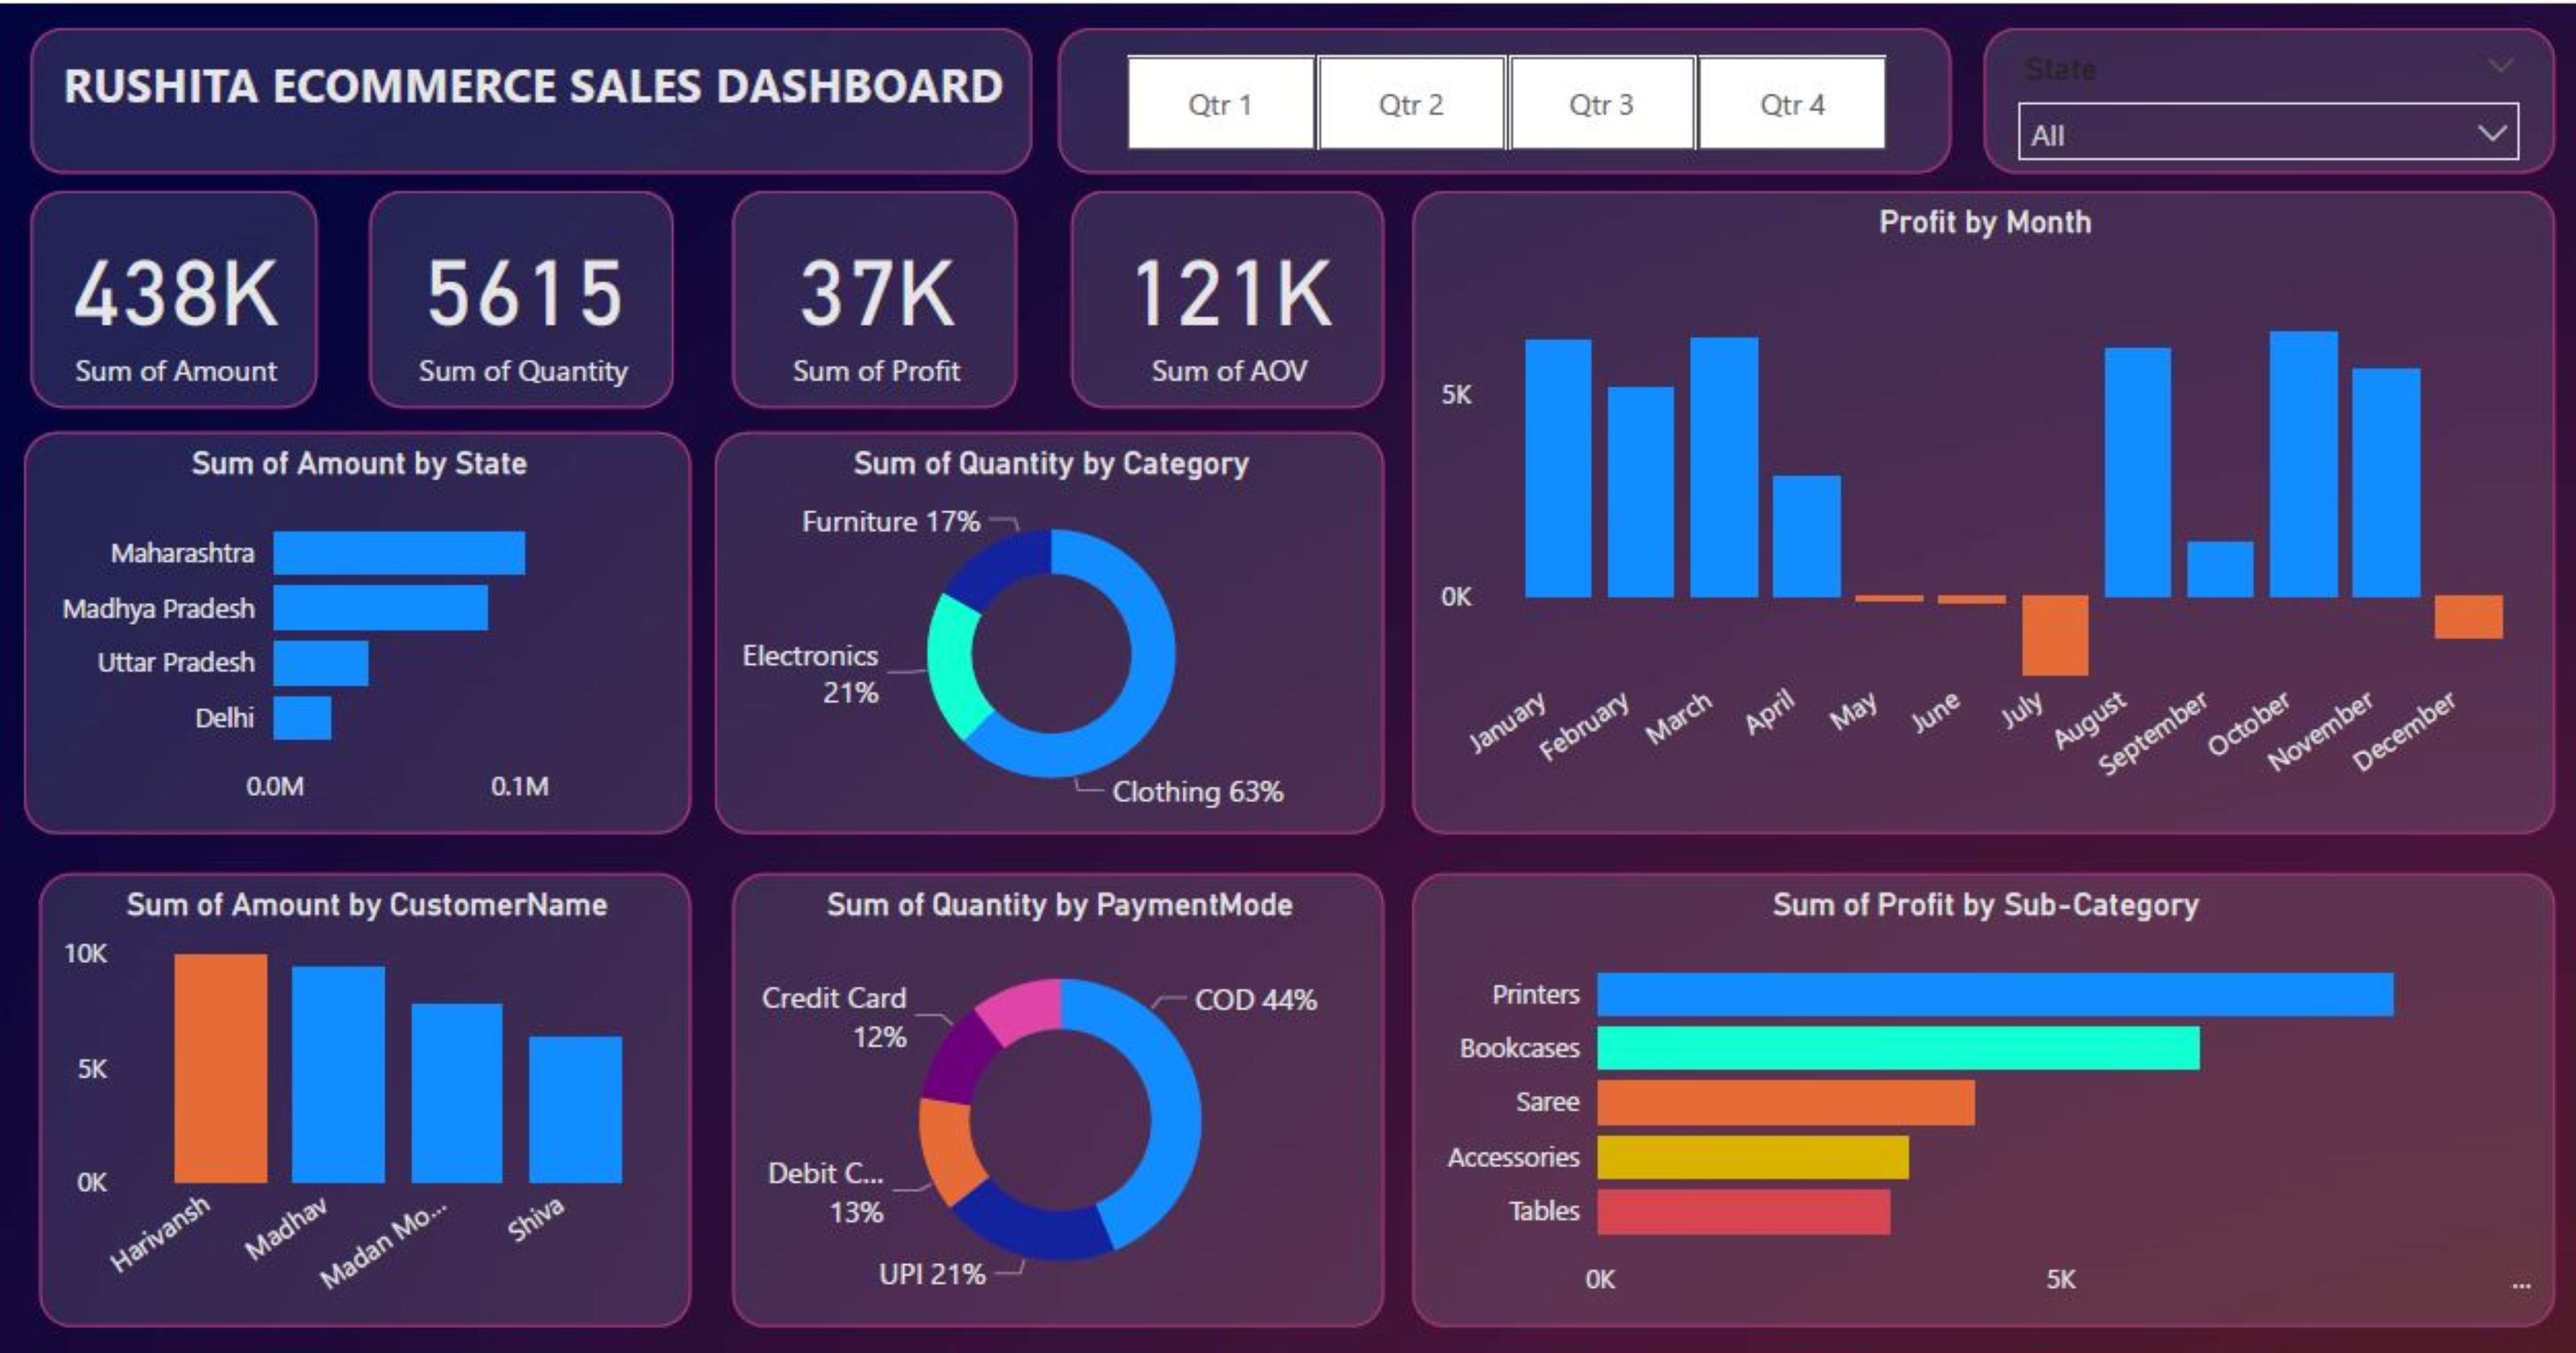 RUSHITA ECOMMERCE SALES DASHBOARD
Qtr 1
Qtr 2
Qtr 3
Qtr 4
State
All
438K
Sum of Amount
5615
Sum of Quantity
37K
Sum of Profit
121K
Sum of AOV
Profit by Month
5K
0K
January
February
March
April
May
June
July
August
September
October
November
December
Sum of Amount by State
Maharashtra
Madhya Pradesh
Uttar Pradesh
Delhi
0.0M
0.1M
Sum of Quantity by Category
Furniture 17%
Electronics
21%
Clothing 63%
Sum of Amount by CustomerName
10K
5K
0K
Harivansh
Madhav
Madan Mo...
Shiva
Sum of Quantity by PaymentMode
Credit Card
12%
COD 44%
Debit C...
13%
UPI 21%
Sum of Profit by Sub-Category
Printers
Bookcases
Saree
Accessories
Tables
0K
5K
...